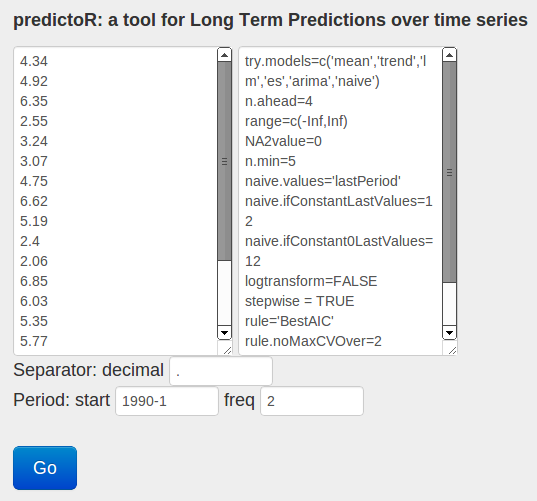 predictoR: a tool for Long Term Predictions over time series
4.34
4.92
6.35
2.55
3.24
3.07
4.75
6.62
5.19
2.4
2.06
6.85
6.03
5.35
5.77
try.models=c('mean','trend','l
m','es','arima','naive')
n.ahead=4
range=c(-Inf,Inf)
NA2value=0
n.min=5
naive.values='lastPeriod'
naive.ifConstantLastValues=1
2
naive.ifConstant0LastValues=
12
logtransform=FALSE
stepwise = TRUE
rule='BestAIC'
rule.noMaxCVOver=2
Separator: decimal .
Period: start 1990-1 freq 2
Go